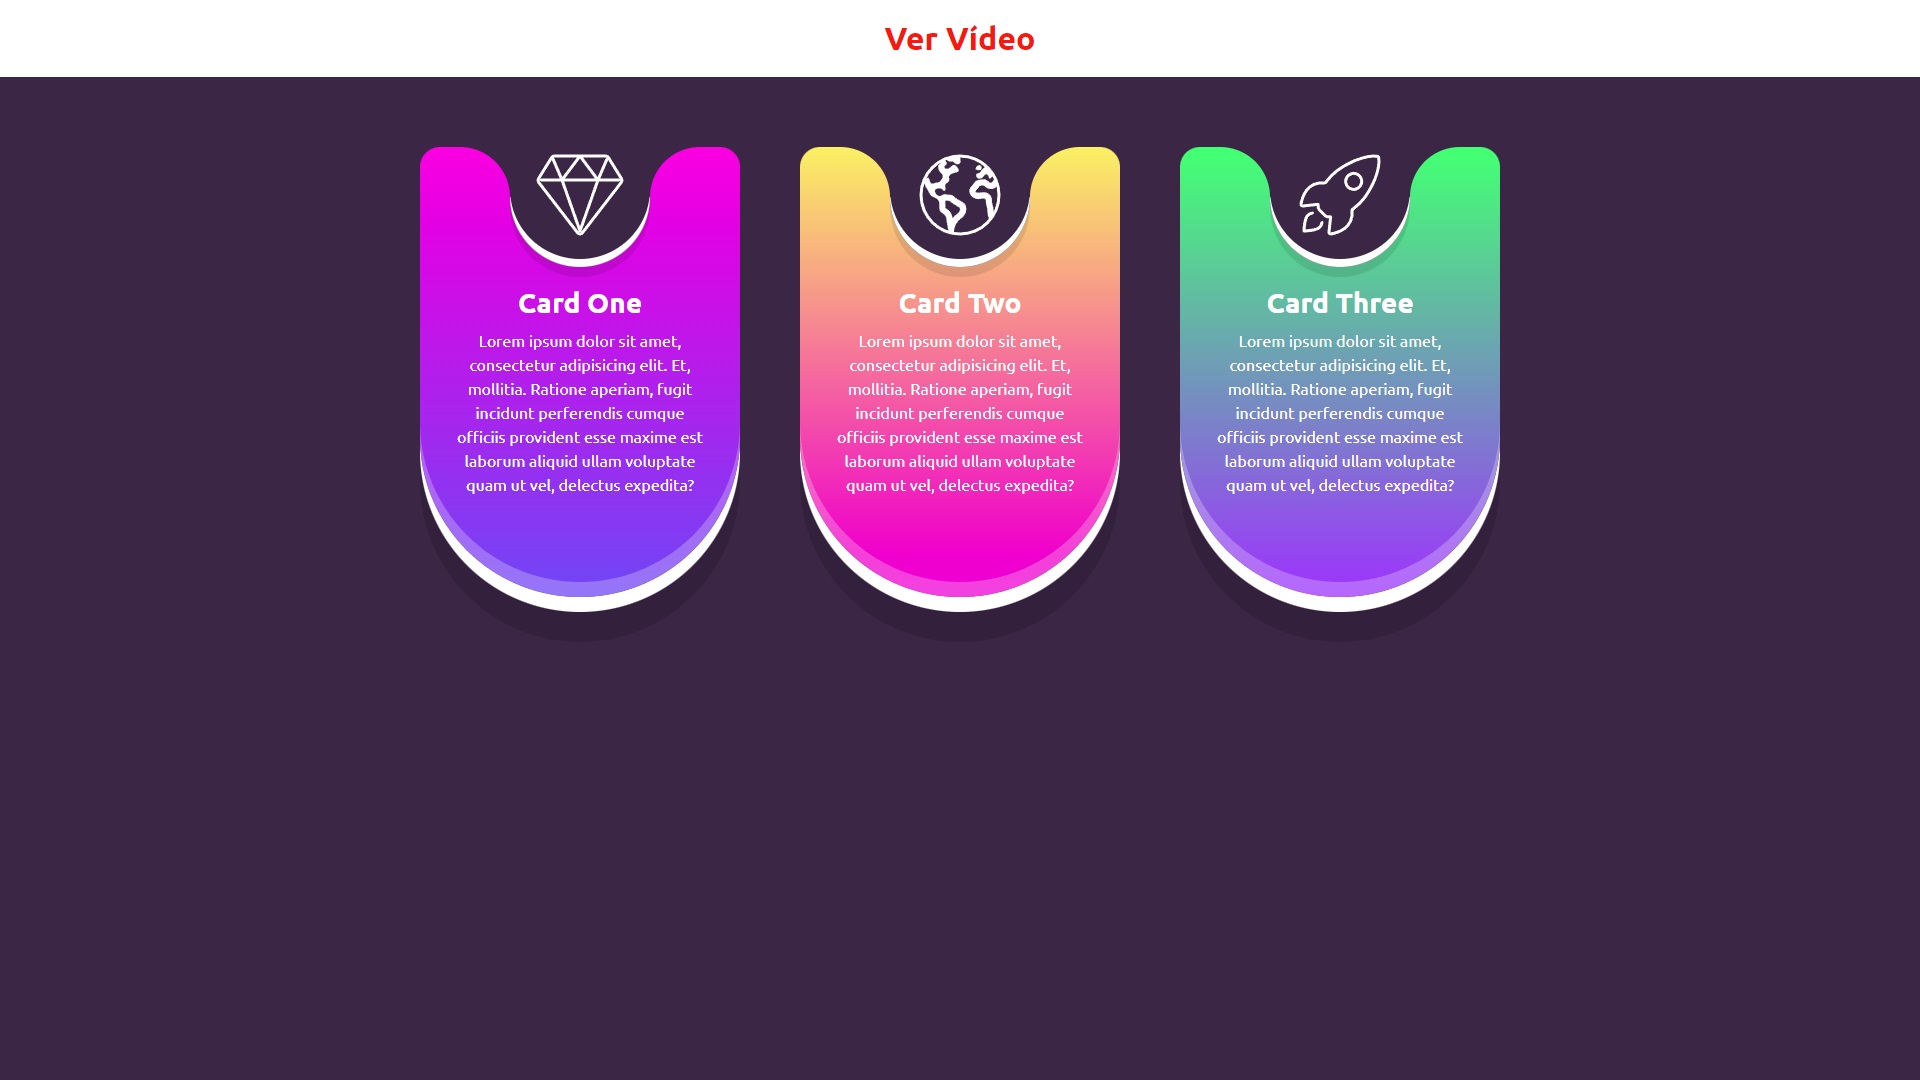 Ver Vídeo
Card One
Lorem ipsum dolor sit amet,
consectetur adipisicing elit. Et,
mollitia. Ratione aperiam, fugit
incidunt perferendis cumque
officiis provident esse maxime est
laborum aliquid ullam voluptate
quam ut vel, delectus expedita?
Card Two
Lorem ipsum dolor sit amet,
consectetur adipisicing elit. Et,
mollitia. Ratione aperiam, fugit
incidunt perferendis cumque
officiis provident esse maxime est
laborum aliquid ullam voluptate
quam ut vel, delectus expedita?
Card Three
Lorem ipsum dolor sit amet,
consectetur adipisicing elit. Et,
mollitia. Ratione aperiam, fugit
incidunt perferendis cumque
officiis provident esse maxime est
laborum aliquid ullam voluptate
quam ut vel, delectus expedita?